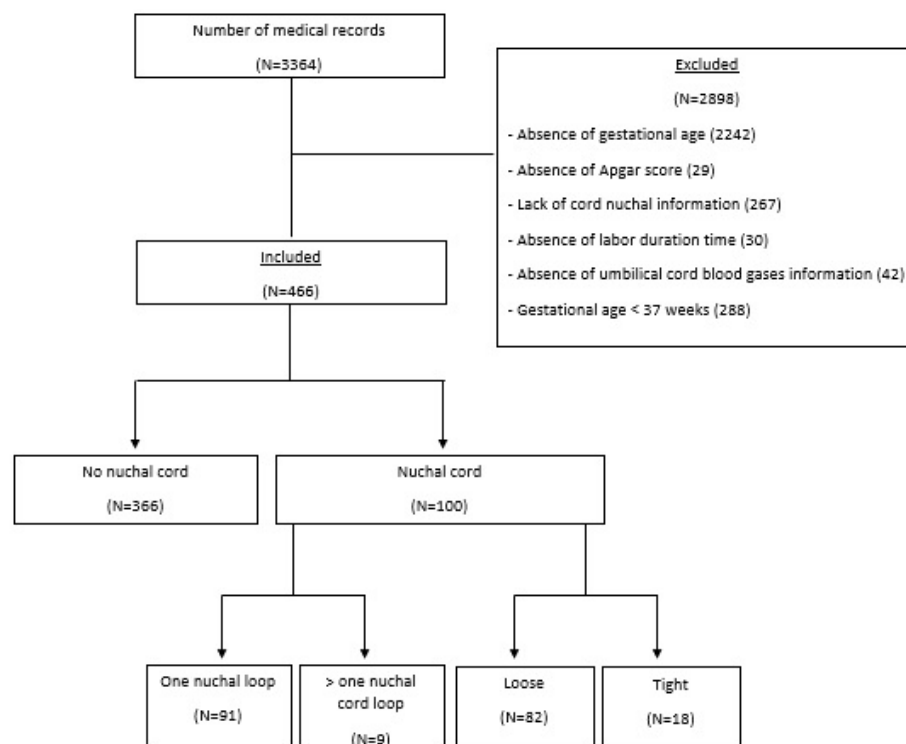 Number of medical records
(N=3364)
Excluded
(N=2898)
- Absence of gestational age (2242)
- Absence of Apgar score (29)
- Lack of cord nuchal information (267)
- Absence of labor duration time (30)
- Absence of umbilical cord blood gases information (42)
- Gestational age < 37 weeks (288)
Included
(N=466)
No nuchal cord
(N=366)
Nuchal cord
(N=100)
One nuchal loop
(N=91)
> one nuchal
cord loop
(N=9)
Loose
(N=82)
Tight
(N=18)